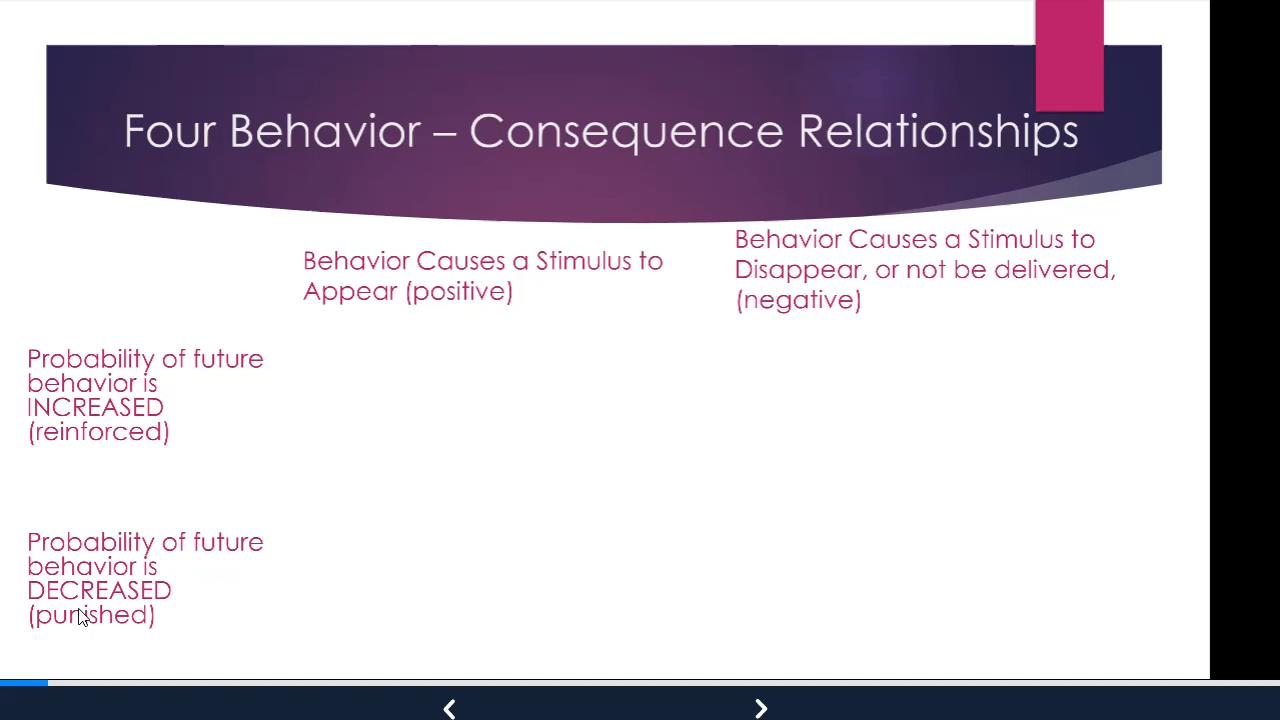 Four Behavior – Consequence Relationships
Behavior Causes a Stimulus to
Appear (positive)
Behavior Causes a Stimulus to
Disappear, or not be delivered,
(negative)
Probability of future
behavior is
INCREASED
(reinforced)
Probability of future
behavior is
DECREASED
(punished)